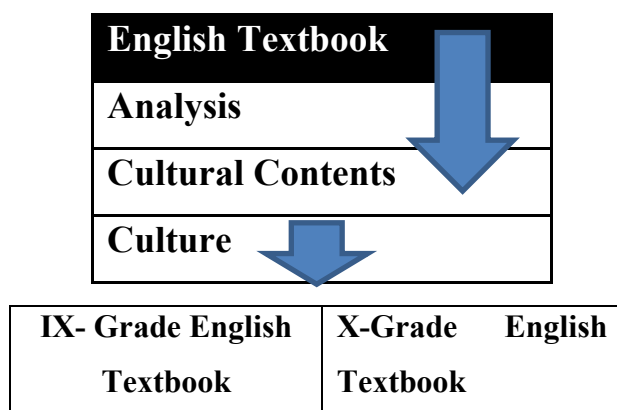 English Textbook
Analysis
Cultural Contents
Culture
IX- Grade English
Textbook
X-Grade English
Textbook